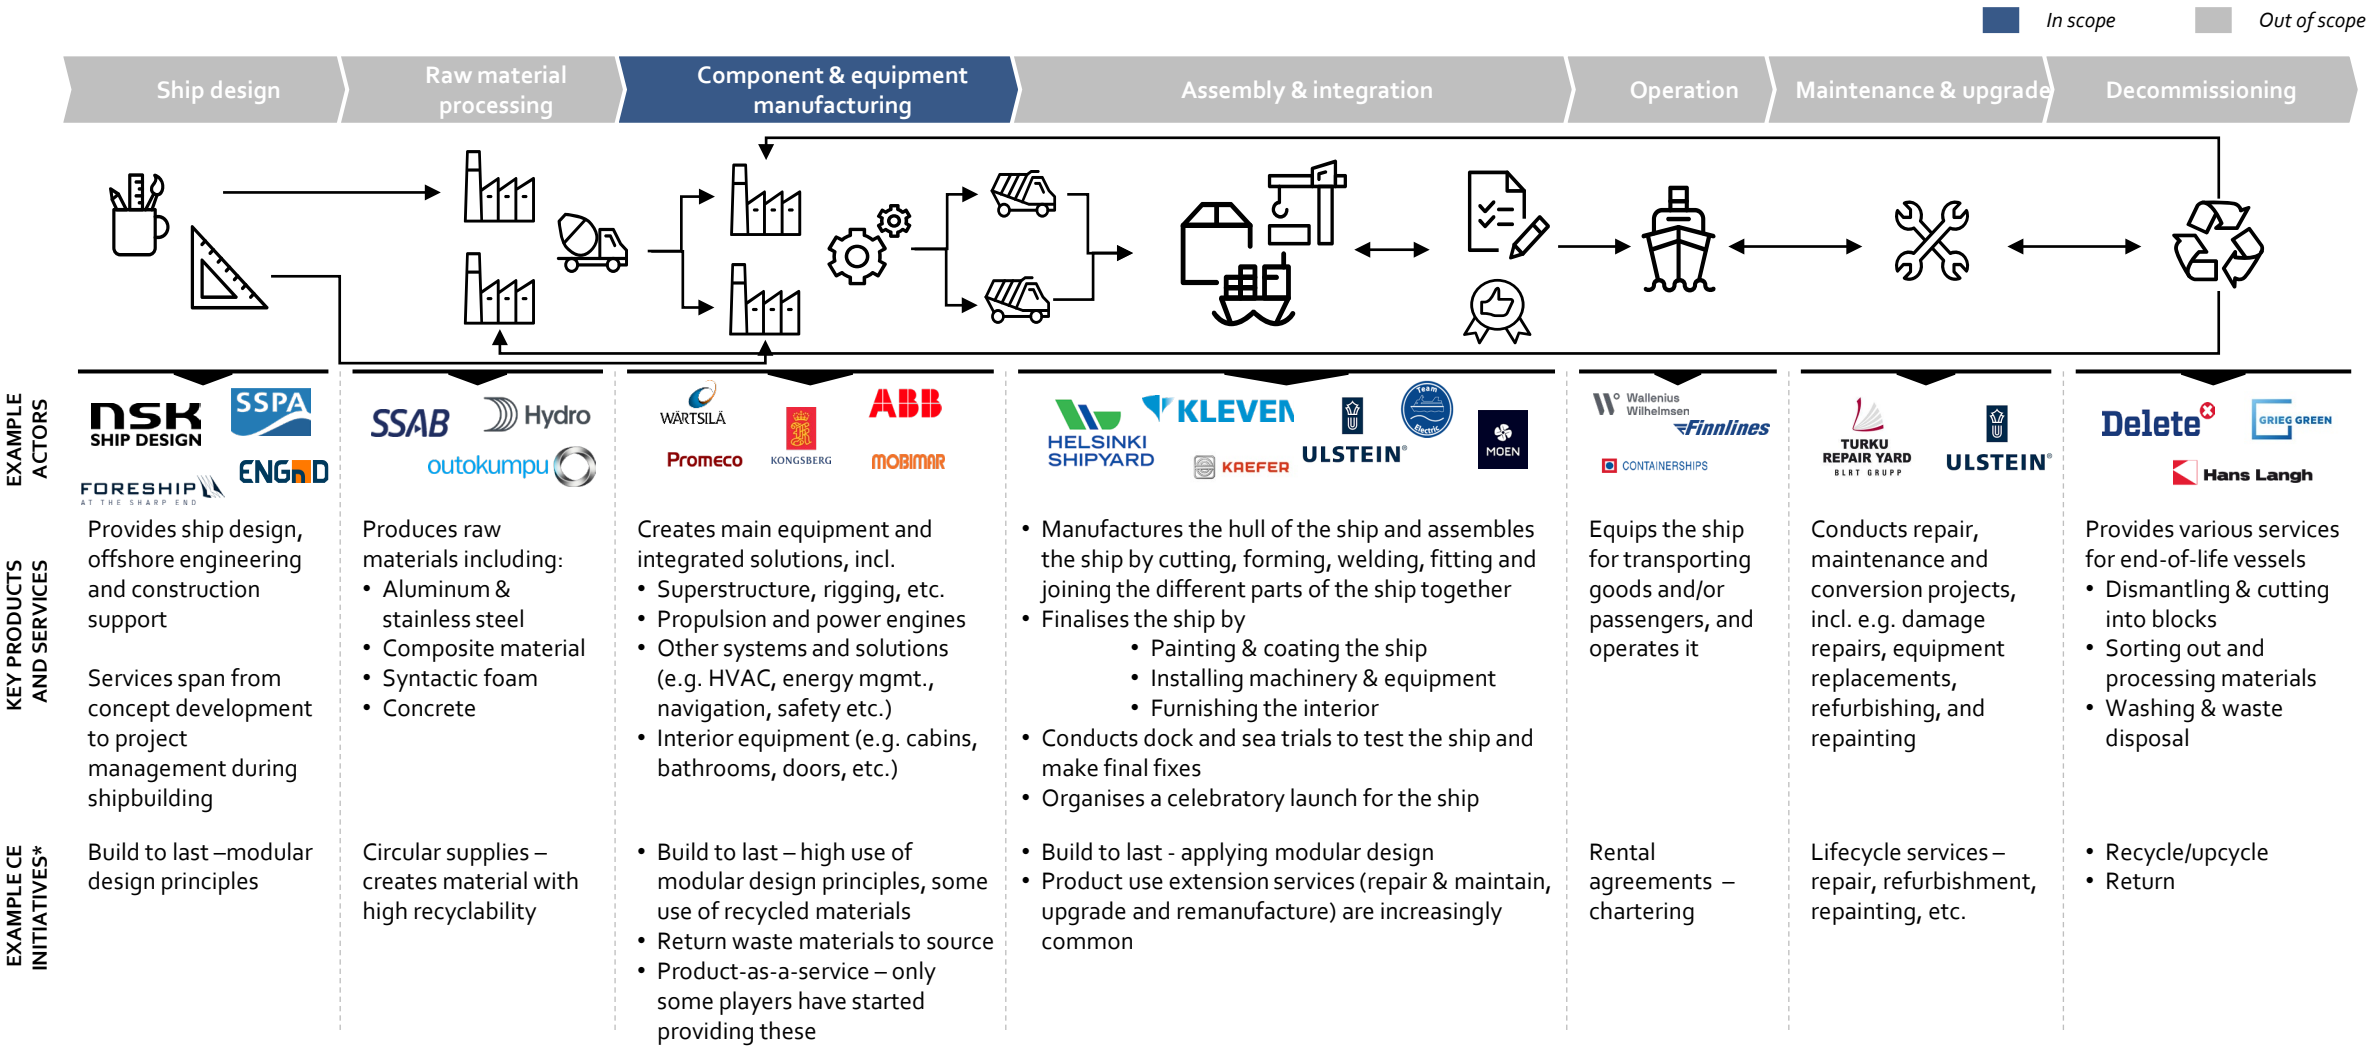 In scope
Out of scope
Ship design
Raw material
processing
Component & equipment
manufacturing
Assembly & integration
Operation
Maintenance & upgrade
Decommissioning
EXAMPLE
ACTORS
nsk
SHIP DESIGN
SSPA
FORESHIP
AT THE SHARP END
ENGnD
SSAB
Hydro
outokumpu
WÄRTSILÄ
KONGSBERG
ABB
Promeco
MOBIMAR
HELSINKI
SHIPYARD
KLEVEN
KAEFER
ULSTEIN®
Team
Electric
MOEN
Wallenius
Wilhelmsen
Finnlines
CONTAINERSHIPS
TURKU
REPAIR YARD
BLRT GRUPP
ULSTEIN®
Delete
GRIEG GREEN
Hans Langh
KEY PRODUCTS
AND SERVICES
Provides ship design,
offshore engineering
and construction
support
Services span from
concept development
to project
management during
shipbuilding
Produces raw
materials including:
• Aluminum &
stainless steel
• Composite material
• Syntactic foam
• Concrete
Creates main equipment and
integrated solutions, incl.
• Superstructure, rigging, etc.
• Propulsion and power engines
• Other systems and solutions
(e.g. HVAC, energy mgmt.,
navigation, safety etc.)
• Interior equipment (e.g. cabins,
bathrooms, doors, etc.)
• Manufactures the hull of the ship and assembles
the ship by cutting, forming, welding, fitting and
joining the different parts of the ship together
• Finalises the ship by
• Painting & coating the ship
• Installing machinery & equipment
• Furnishing the interior
• Conducts dock and sea trials to test the ship and
make final fixes
• Organises a celebratory launch for the ship
Equips the ship
for transporting
goods and/or
passengers, and
operates it
Conducts repair,
maintenance and
conversion projects,
incl. e.g. damage
repairs, equipment
replacements,
refurbishing, and
repainting
Provides various services
for end-of-life vessels
• Dismantling & cutting
into blocks
• Sorting out and
processing materials
• Washing & waste
disposal
EXAMPLE CE
INITIATIVES*
Build to last –modular
design principles
Circular supplies –
creates material with
high recyclability
• Build to last – high use of
modular design principles, some
use of recycled materials
• Return waste materials to source
• Product-as-a-service – only
some players have started
providing these
• Build to last - applying modular design
• Product use extension services (repair & maintain,
upgrade and remanufacture) are increasingly
common
Rental
agreements –
chartering
Lifecycle services –
repair, refurbishment,
repainting, etc.
• Recycle/upcycle
• Return